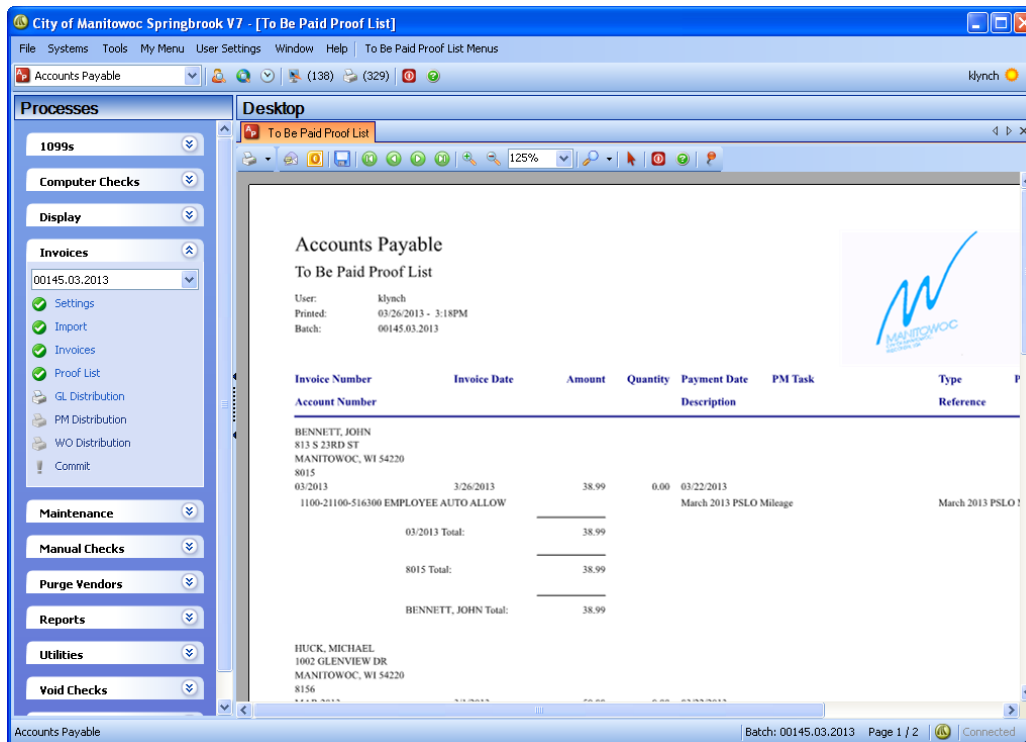 City of Manitowoc Springbrook V7 - [To Be Paid Proof List]
File Systems Tools My Menu User Settings Window Help To Be Paid Proof List Menus
Accounts Payable (138) (329) klynch
Processes
Desktop
To Be Paid Proof List
125%
1099s
Computer Checks
Display
Invoices
00145.03.2013
Settings
Import
Invoices
Proof List
GL Distribution
PM Distribution
WO Distribution
Commit
Maintenance
Manual Checks
Purge Vendors
Reports
Utilities
Void Checks
Accounts Payable
To Be Paid Proof List
User: klynch
Printed: 03/26/2013 - 3:18PM
Batch: 00145.03.2013
MANITOWOC
Invoice Number Invoice Date Amount Quantity Payment Date PM Task Type P
Account Number Description Reference
BENNETT, JOHN
813 S 23RD ST
MANITOWOC, WI 54220
8015
03/2013 3/26/2013 38.99 0.00 03/22/2013
1100-21100-516300 EMPLOYEE AUTO ALLOW March 2013 PSLO Mileage March 2013 PSLO
03/2013 Total: 38.99
8015 Total: 38.99
BENNETT, JOHN Total: 38.99
HUCK, MICHAEL
1002 GLENVIEW DR
MANITOWOC, WI 54220
8156
Accounts Payable Batch: 00145.03.2013 Page 1 / 2 Connected